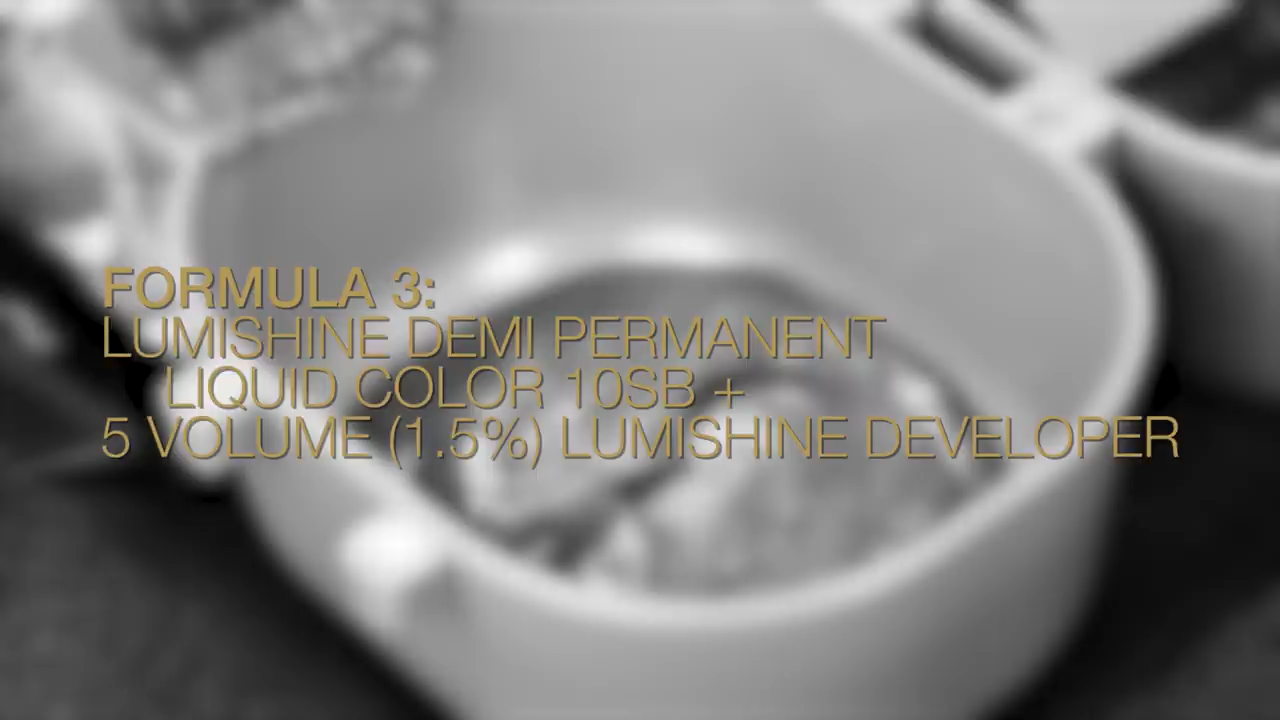 FORMULA 3:
LUMISHINE DEMI PERMANENT
LIQUID COLOR 10SB +
5 VOLUME (1.5%) LUMISHINE DEVELOPER